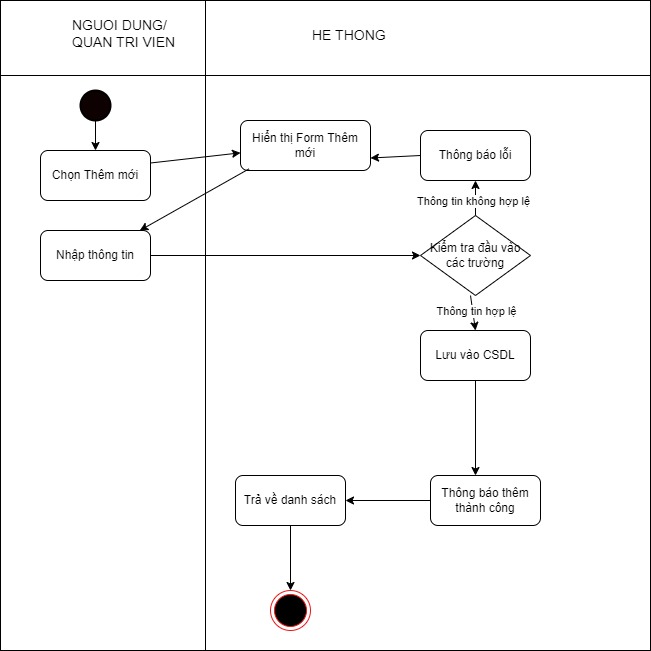 NGUOI DUNG/
QUAN TRI VIEN
HE THONG
Chọn Thêm mới
Hiển thị Form Thêm
mới
Thông báo lỗi
Thông tin không hợp lệ
Nhập thông tin
Kiểm tra đầu vào
các trường
Thông tin hợp lệ
Lưu vào CSDL
Trả về danh sách
Thông báo thêm
thành công